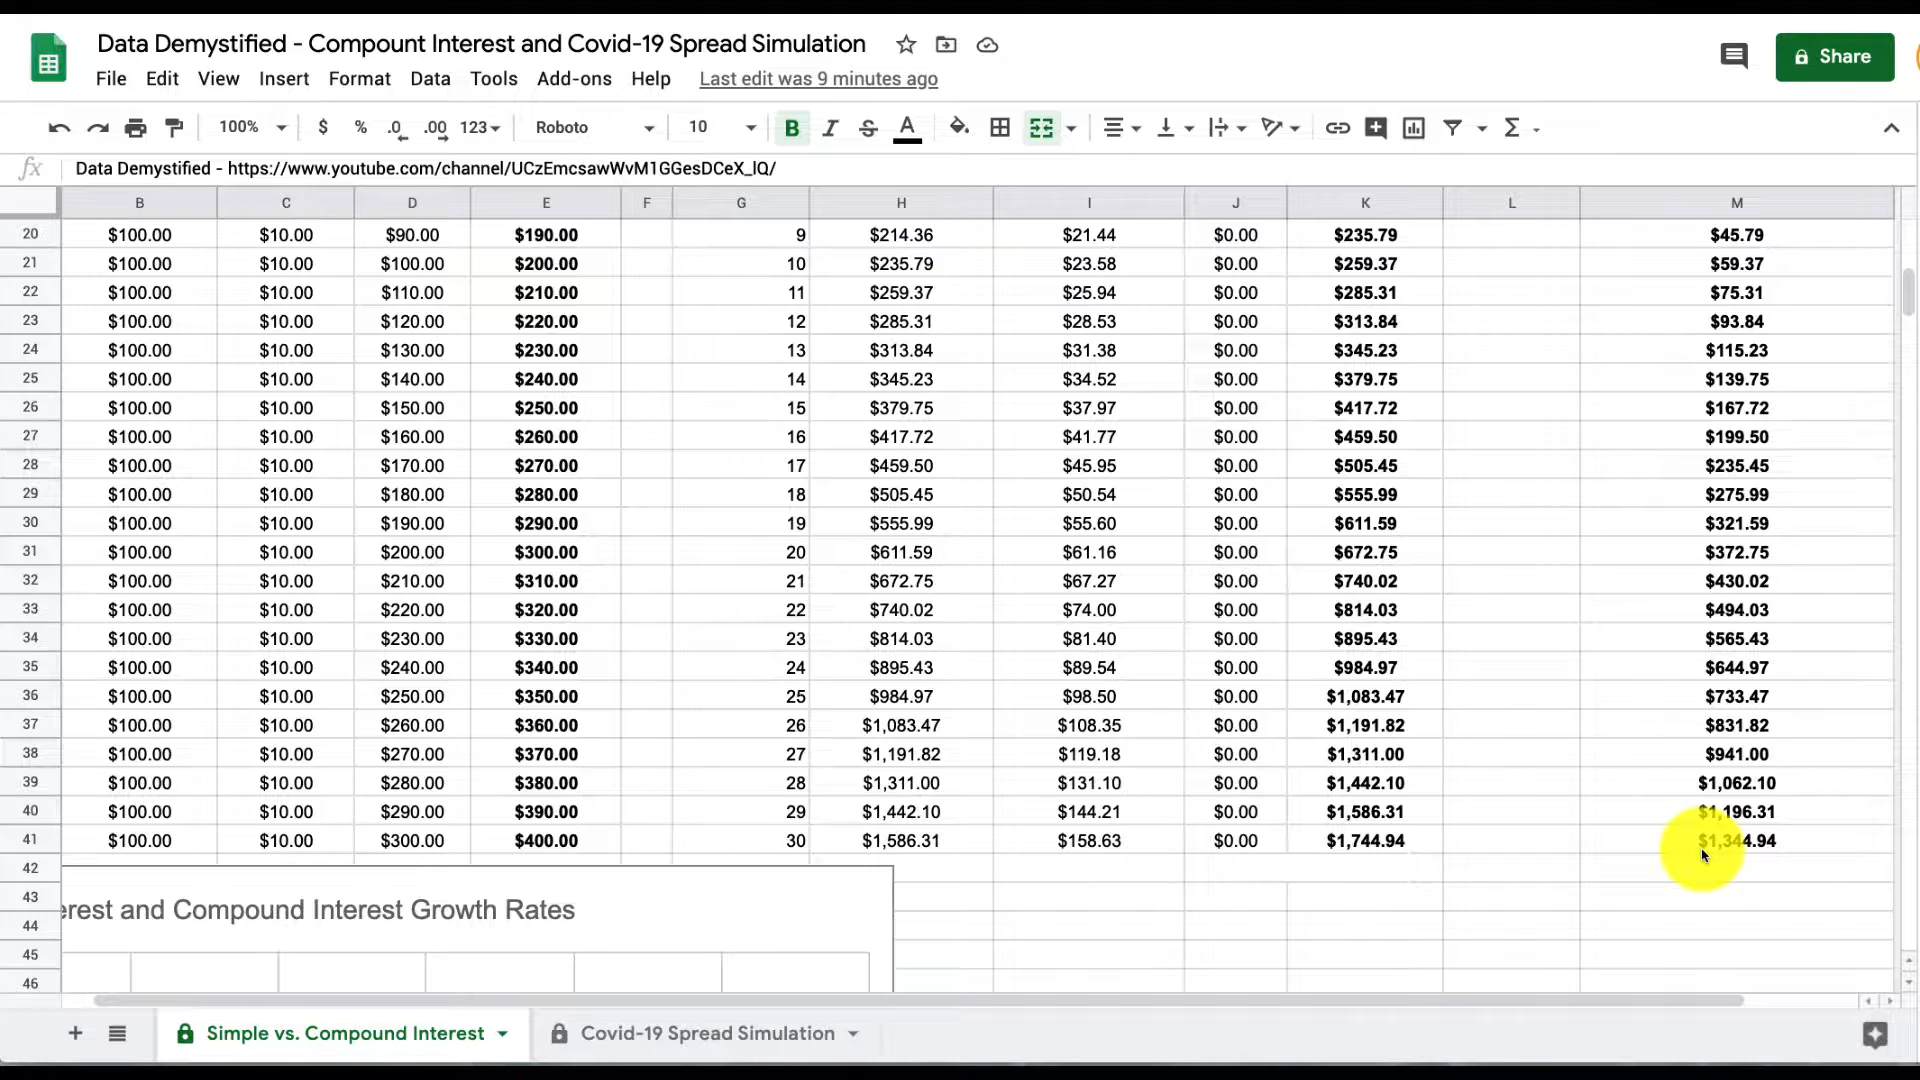 Data Demystified - Compount Interest and Covid-19 Spread Simulation
File Edit View Insert Format Data Tools Add-ons Help Last edit was 9 minutes ago
Share
100% $ % .0 .00 123 Roboto 10 B I S A Σ
fx Data Demystified - https://www.youtube.com/channel/UCzEmcsawWvM1GGesDCeX_lQ/
B C D E F G H I J K L M
20 $100.00 $10.00 $90.00 $190.00 9 $214.36 $21.44 $0.00 $235.79 $45.79
21 $100.00 $10.00 $100.00 $200.00 10 $235.79 $23.58 $0.00 $259.37 $59.37
22 $100.00 $10.00 $110.00 $210.00 11 $259.37 $25.94 $0.00 $285.31 $75.31
23 $100.00 $10.00 $120.00 $220.00 12 $285.31 $28.53 $0.00 $313.84 $93.84
24 $100.00 $10.00 $130.00 $230.00 13 $313.84 $31.38 $0.00 $345.23 $115.23
25 $100.00 $10.00 $140.00 $240.00 14 $345.23 $34.52 $0.00 $379.75 $139.75
26 $100.00 $10.00 $150.00 $250.00 15 $379.75 $37.97 $0.00 $417.72 $167.72
27 $100.00 $10.00 $160.00 $260.00 16 $417.72 $41.77 $0.00 $459.50 $199.50
28 $100.00 $10.00 $170.00 $270.00 17 $459.50 $45.95 $0.00 $505.45 $235.45
29 $100.00 $10.00 $180.00 $280.00 18 $505.45 $50.54 $0.00 $555.99 $275.99
30 $100.00 $10.00 $190.00 $290.00 19 $555.99 $55.60 $0.00 $611.59 $321.59
31 $100.00 $10.00 $200.00 $300.00 20 $611.59 $61.16 $0.00 $672.75 $372.75
32 $100.00 $10.00 $210.00 $310.00 21 $672.75 $67.27 $0.00 $740.02 $430.02
33 $100.00 $10.00 $220.00 $320.00 22 $740.02 $74.00 $0.00 $814.03 $494.03
34 $100.00 $10.00 $230.00 $330.00 23 $814.03 $81.40 $0.00 $895.43 $565.43
35 $100.00 $10.00 $240.00 $340.00 24 $895.43 $89.54 $0.00 $984.97 $644.97
36 $100.00 $10.00 $250.00 $350.00 25 $984.97 $98.50 $0.00 $1,083.47 $733.47
37 $100.00 $10.00 $260.00 $360.00 26 $1,083.47 $108.35 $0.00 $1,191.82 $831.82
38 $100.00 $10.00 $270.00 $370.00 27 $1,191.82 $119.18 $0.00 $1,311.00 $941.00
39 $100.00 $10.00 $280.00 $380.00 28 $1,311.00 $131.10 $0.00 $1,442.10 $1,062.10
40 $100.00 $10.00 $290.00 $390.00 29 $1,442.10 $144.21 $0.00 $1,586.31 $1,196.31
41 $100.00 $10.00 $300.00 $400.00 30 $1,586.31 $158.63 $0.00 $1,744.94 $1,344.94
42
43
erest and Compound Interest Growth Rates
44
45
46
Simple vs. Compound Interest Covid-19 Spread Simulation